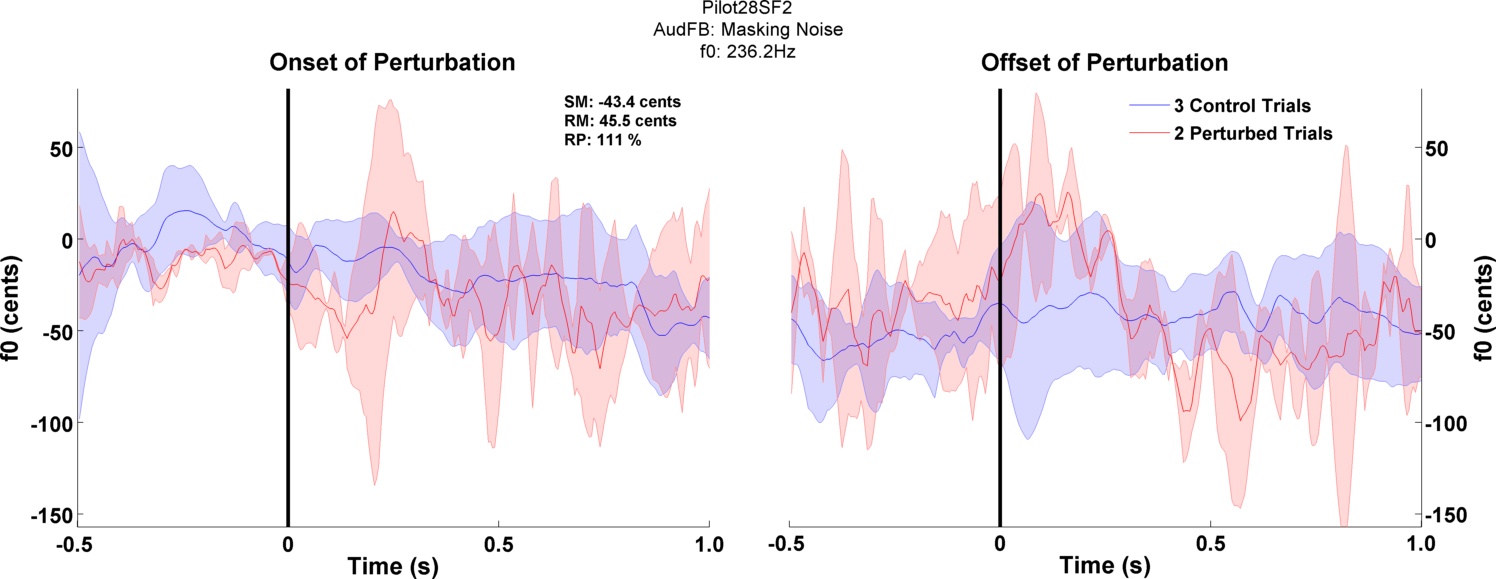 Pilot28SF2
AudFB: Masking Noise
f0: 236.2Hz
Onset of Perturbation
SM: -43.4 cents
RM: 45.5 cents
RP: 111 %
f0 (cents)
50
0
-50
-100
-150
-0.5 0 0.5 1.0
Time (s)
Offset of Perturbation
3 Control Trials
2 Perturbed Trials
50
0
-50
-100
-150
f0 (cents)
-0.5 0 0.5 1.0
Time (s)